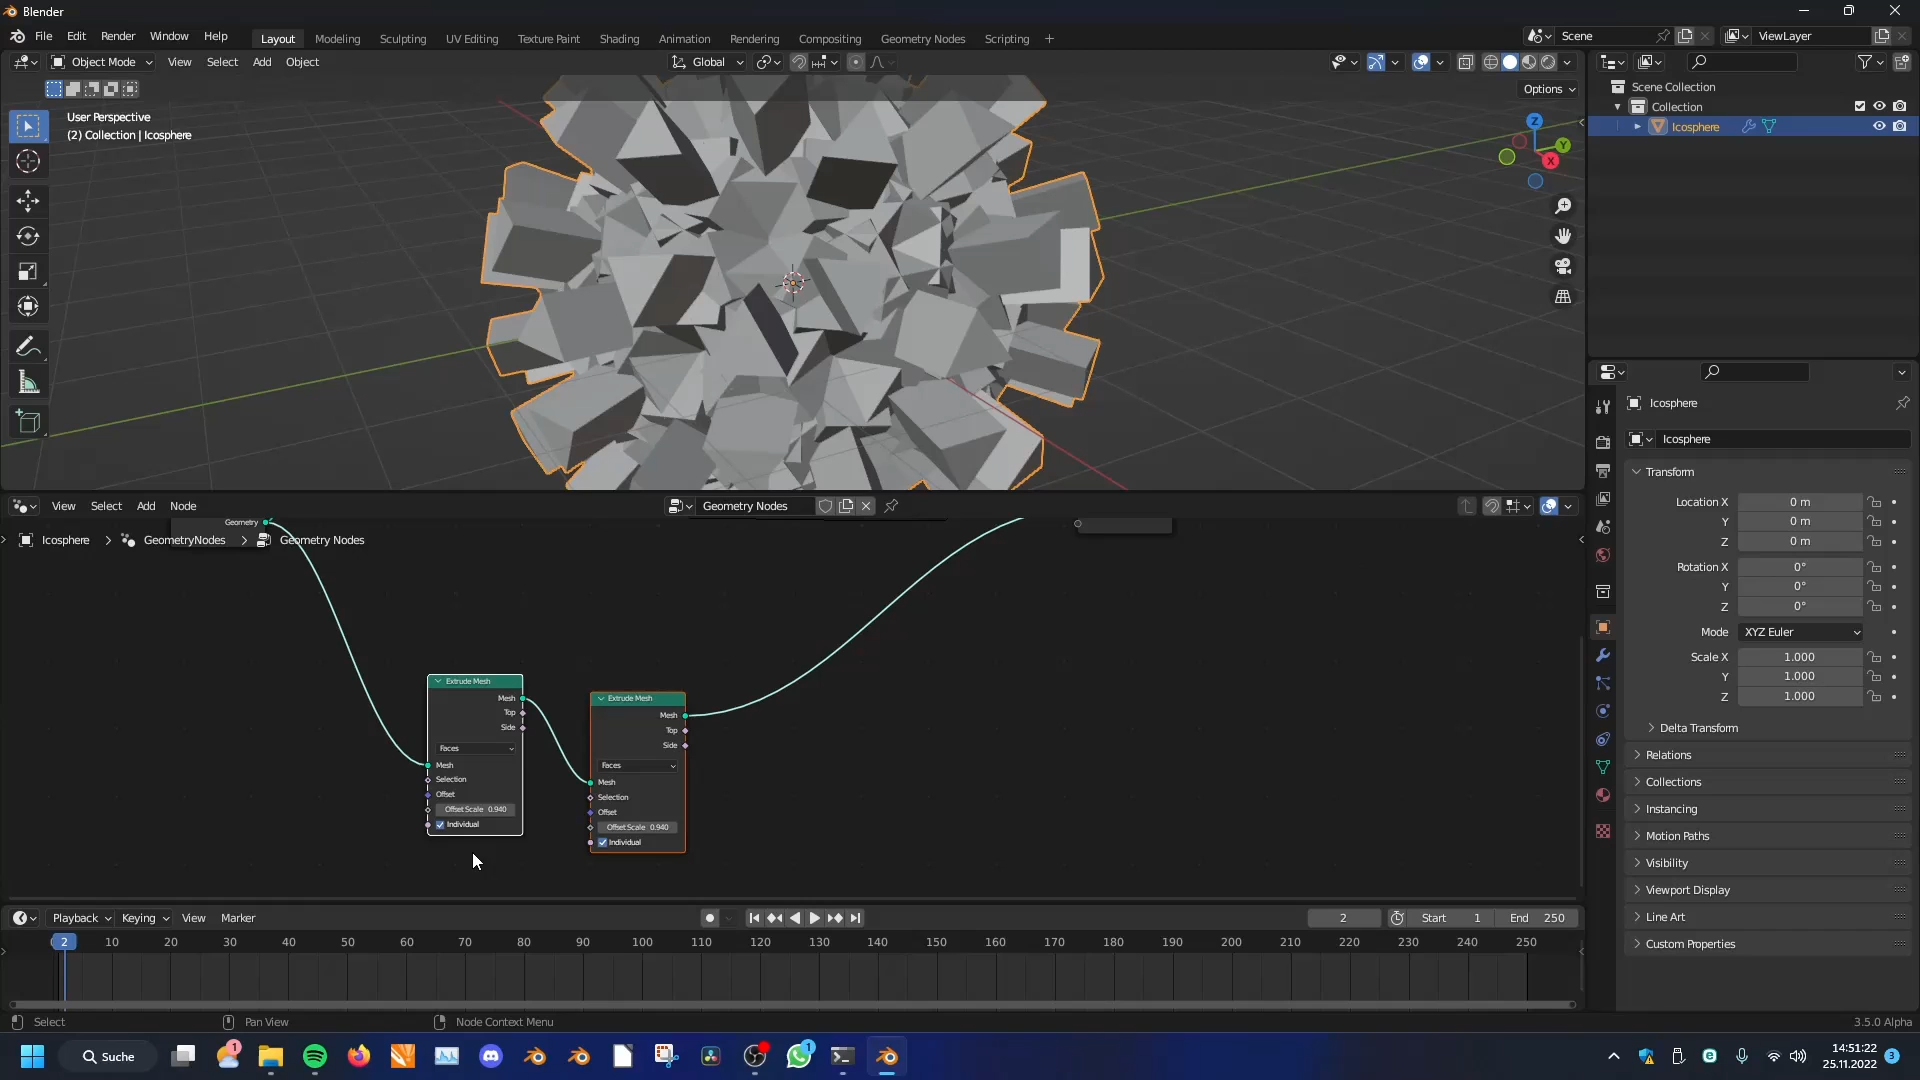 Blender
File Edit Render Window Help Layout Modeling Sculpting UV Editing Texture Paint Shading Animation Rendering Compositing Geometry Nodes Scripting + Scene ViewLayer
Object Mode View Select Add Object Global
Options
User Perspective
(2) Collection | Icosphere
Z
Y
X
Scene Collection
Collection
Icosphere
Icosphere
Icosphere
Transform
Location X 0 m
Y 0 m
Z 0 m
Rotation X 0°
Y 0°
Z 0°
Mode XYZ Euler
Scale X 1.000
Y 1.000
Z 1.000
Delta Transform
Relations
Collections
Instancing
Motion Paths
Visibility
Viewport Display
Line Art
Custom Properties
View Select Add Node Geometry Nodes
Geometry
Icosphere > GeometryNodes > Geometry Nodes
Extrude Mesh
Mesh
Top
Side
Faces
Mesh
Selection
Offset
Offset Scale 0.940
Individual
Extrude Mesh
Mesh
Top
Side
Faces
Mesh
Selection
Offset
Offset Scale 0.940
Individual
Playback Keying View Marker 2 Start 1 End 250
2 10 20 30 40 50 60 70 80 90 100 110 120 130 140 150 160 170 180 190 200 210 220 230 240 250
Select Pan View Node Context Menu 3.5.0 Alpha
Suche 1 1 14:51:22
25.11.2022 3